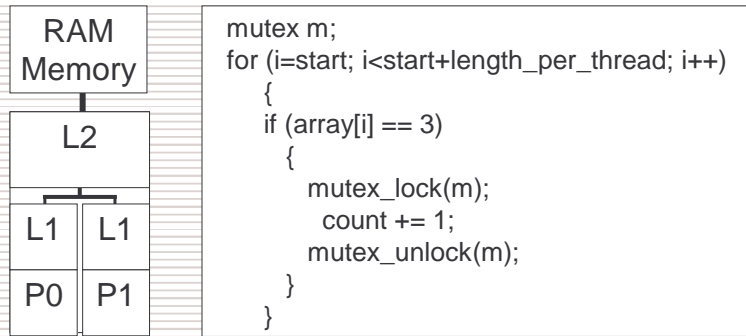 RAM
Memory
L2
L1 L1
P0 P1
mutex m;
for (i=start; i<start+length_per_thread; i++)
{
if (array[i] == 3)
{
mutex_lock(m);
count += 1;
mutex_unlock(m);
}
}